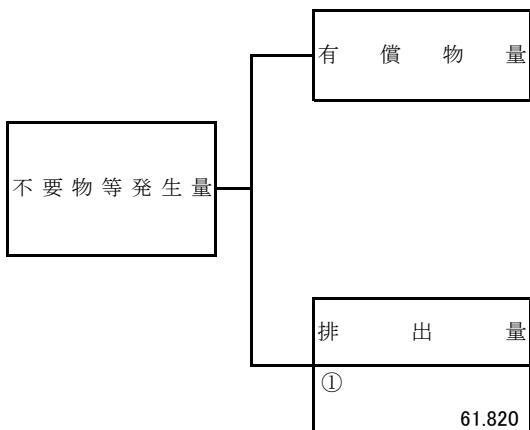 有償物量
不要物等発生量
排出量
①
61.820